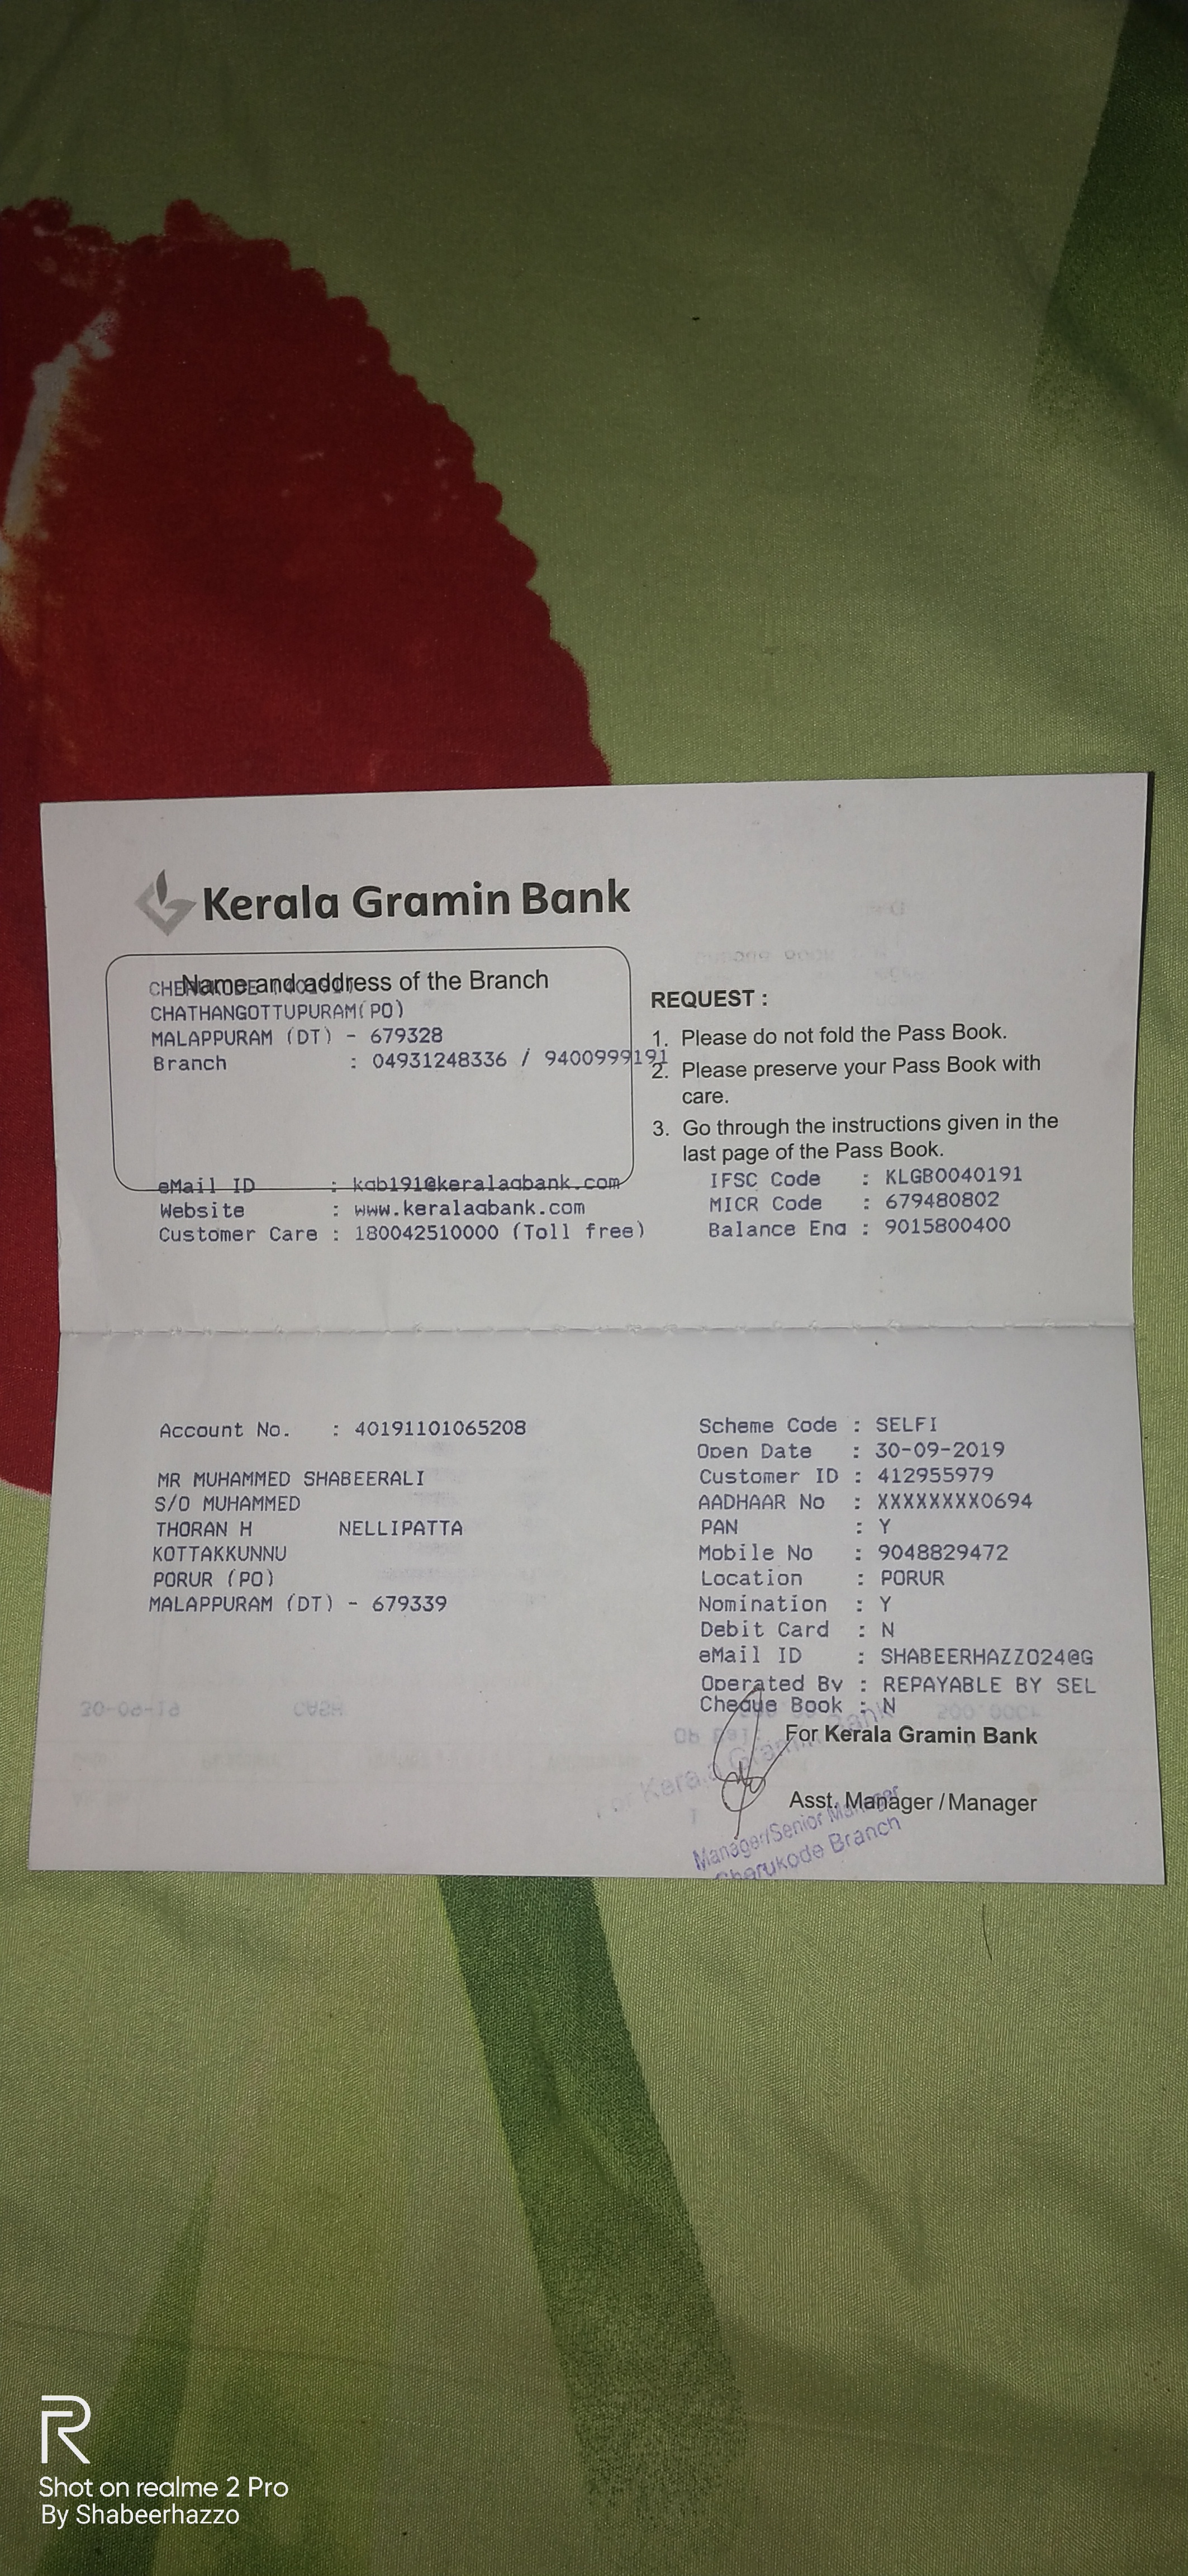 Kerala Gramin Bank
Name and address of the Branch
CHATHANGOTTUPURAM(PO)
MALAPPURAM (DT) - 679328
Branch : 04931248336 / 9400999191
REQUEST :
1. Please do not fold the Pass Book.
2. Please preserve your Pass Book with
care.
3. Go through the instructions given in the
last page of the Pass Book.
eMail ID : kgb191@keralagbank.com
Website : www.keralagbank.com
Customer Care : 180042510000 (Toll free)
IFSC Code : KLGB0040191
MICR Code : 679480802
Balance Enq : 9015800400
Account No. : 40191101065208
MR MUHAMMED SHABEERALI
S/O MUHAMMED
THORAN H NELLIPATTA
KOTTAKKUNNU
PORUR (PO)
MALAPPURAM (DT) - 679339
Scheme Code : SELFI
Open Date : 30-09-2019
Customer ID : 412955979
AADHAAR No : XXXXXXXX0694
PAN : Y
Mobile No : 9048829472
Location : PORUR
Nomination : Y
Debit Card : N
eMail ID : SHABEERHAZZO24@G
Operated By : REPAYABLE BY SEL
Cheque Book : N
For Kerala Gramin Bank
For Kerala Gramin Bank
Asst. Manager / Manager
Manager/Senior Manager
Cherukode Branch
R
Shot on realme 2 Pro
By Shabeerhazzo